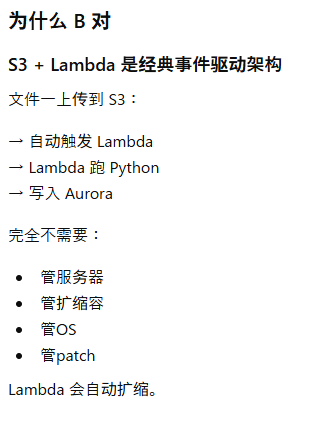 为什么 B 对
S3 + Lambda 是经典事件驱动架构
文件一上传到 S3：
→ 自动触发 Lambda
→ Lambda 跑 Python
→ 写入 Aurora
完全不需要：
• 管服务器
• 管扩缩容
• 管OS
• 管patch
Lambda 会自动扩缩。